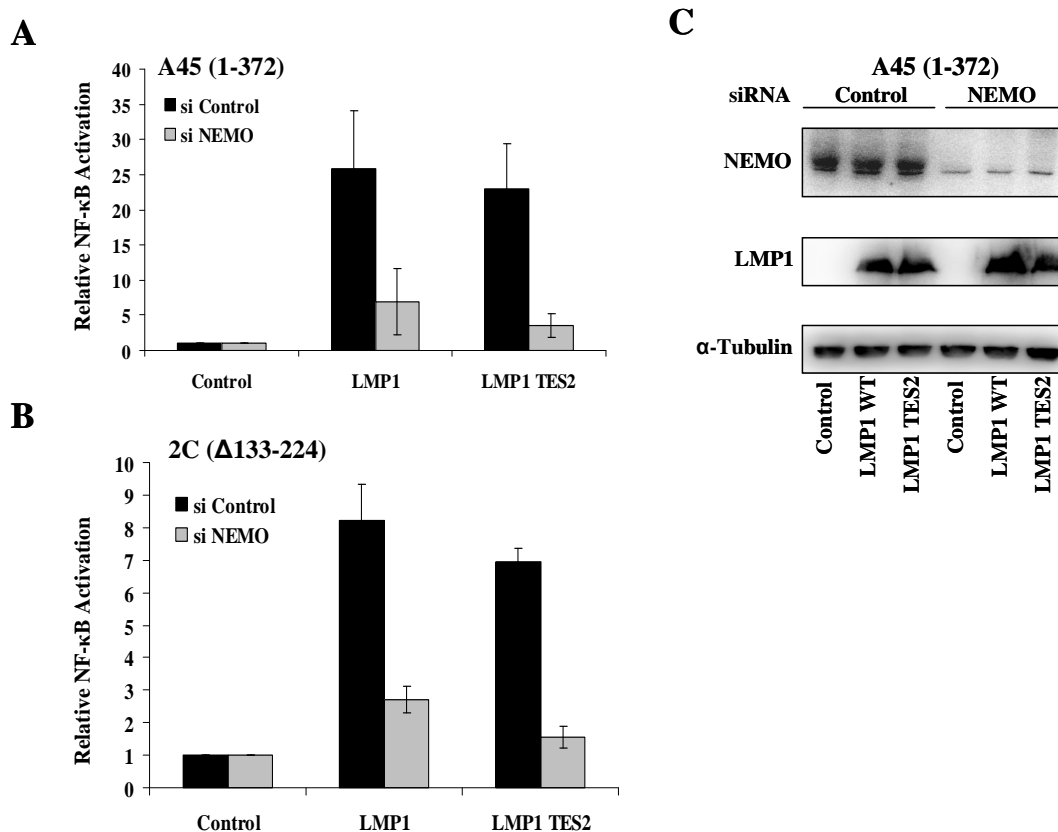 A
A45 (1-372)
si Control
si NEMO
Relative NF-κB Activation
40
35
30
25
20
15
10
5
0
Control
LMP1
LMP1 TES2
B
2C (Δ133-224)
si Control
si NEMO
Relative NF-κB Activation
10
9
8
7
6
5
4
3
2
1
0
Control
LMP1
LMP1 TES2
C
A45 (1-372)
siRNA Control NEMO
NEMO
LMP1
α-Tubulin
Control
LMP1 WT
LMP1 TES2
Control
LMP1 WT
LMP1 TES2